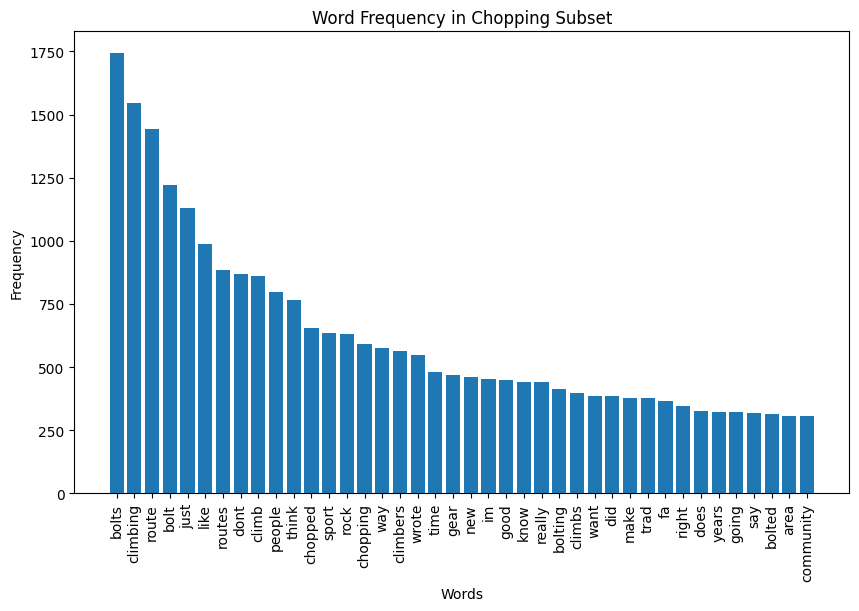 Word Frequency in Chopping Subset
1750
1500
1250
1000
750
500
250
0
Frequency
bolts
climbing
route
bolt
just
like
routes
dont
climb
people
think
chopped
sport
rock
chopping
way
climbers
wrote
time
gear
new
im
good
know
really
bolting
climbs
want
did
make
trad
fa
right
does
years
going
say
bolted
area
community
Words